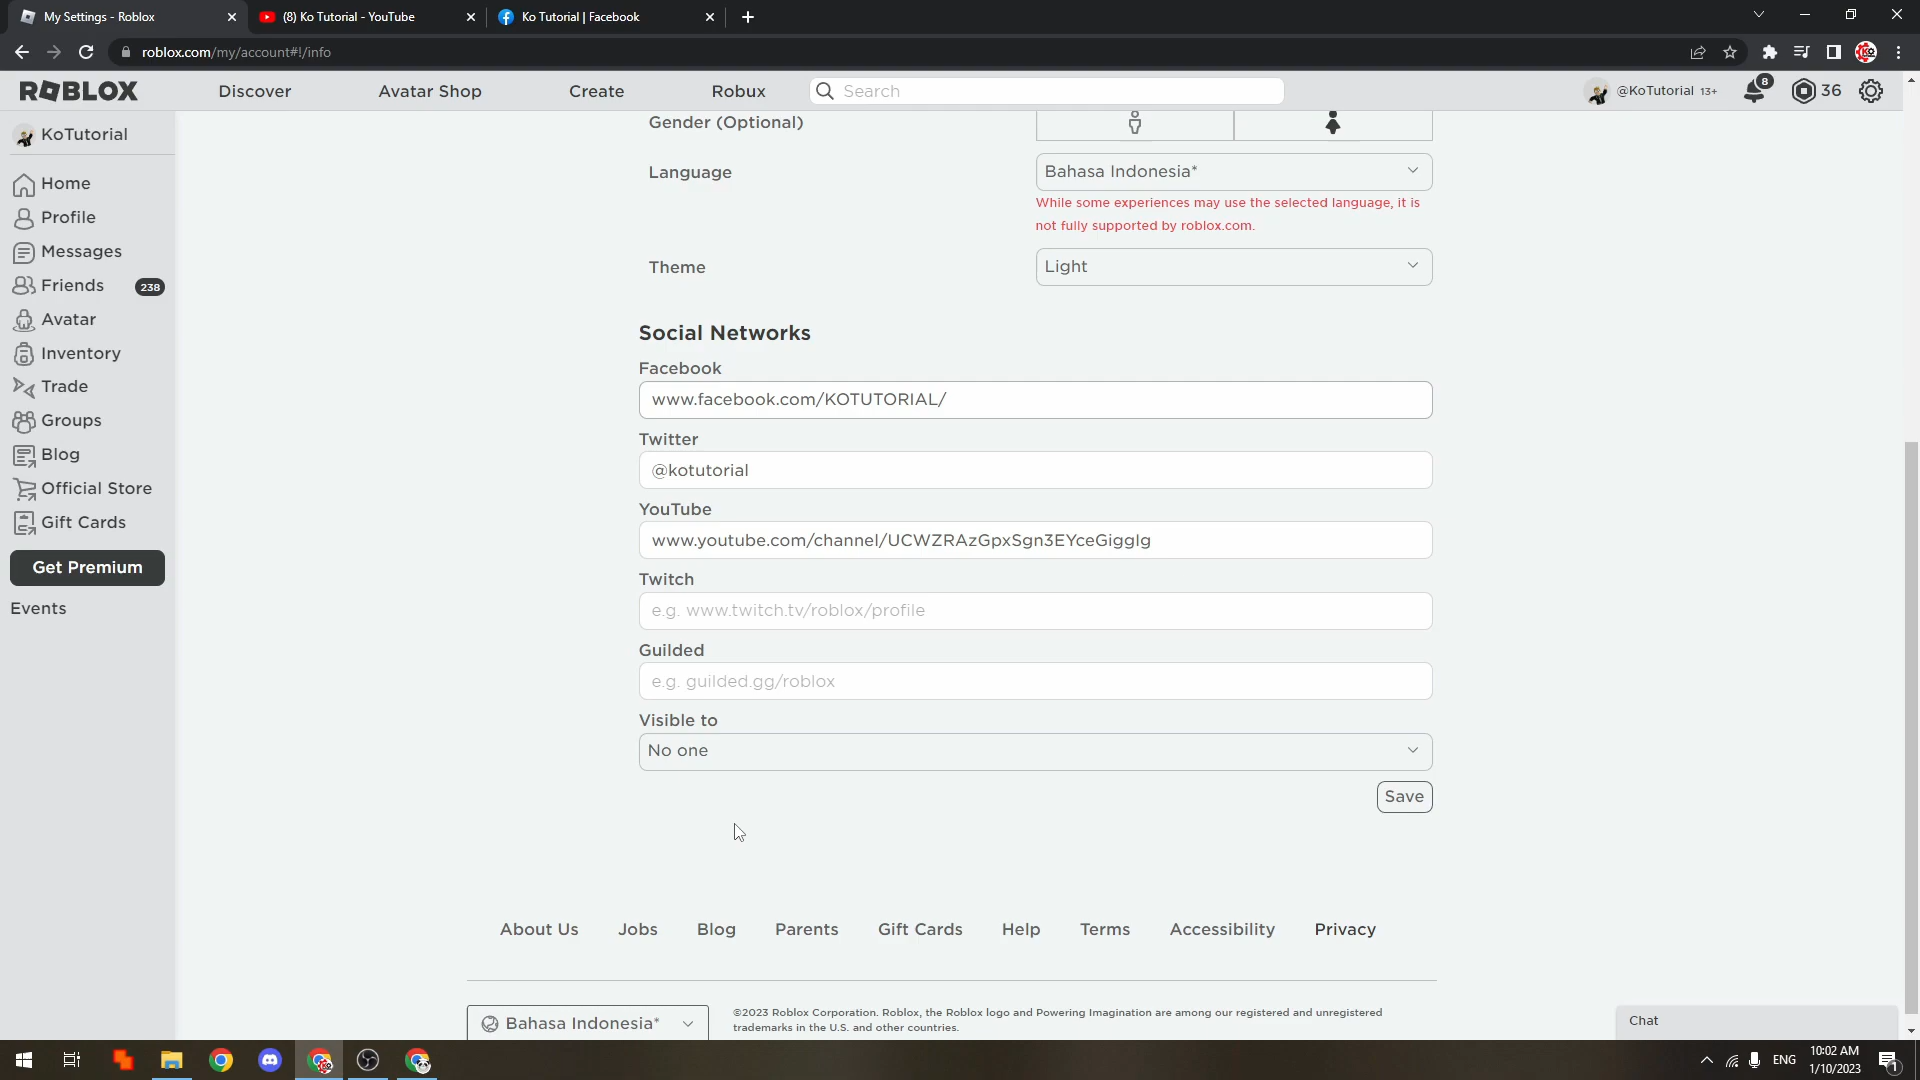 My Settings - Roblox
(8) Ko Tutorial - YouTube
Ko Tutorial | Facebook
roblox.com/my/account#!/info
ROBLOX
Discover
Avatar Shop
Create
Robux
Search
@KoTutorial 13+
8
36
KoTutorial
Home
Profile
Messages
Friends 238
Avatar
Inventory
Trade
Groups
Blog
Official Store
Gift Cards
Get Premium
Events
Gender (Optional)
Language
Bahasa Indonesia*
While some experiences may use the selected language, it is
not fully supported by roblox.com.
Theme
Light
Social Networks
Facebook
www.facebook.com/KOTUTORIAL/
Twitter
@kotutorial
YouTube
www.youtube.com/channel/UCWZRAzGpxSgn3EYceGigglg
Twitch
e.g. www.twitch.tv/roblox/profile
Guilded
e.g. guilded.gg/roblox
Visible to
No one
Save
About Us
Jobs
Blog
Parents
Gift Cards
Help
Terms
Accessibility
Privacy
Bahasa Indonesia*
©2023 Roblox Corporation. Roblox, the Roblox logo and Powering Imagination are among our registered and unregistered
trademarks in the U.S. and other countries.
Chat
ENG
10:02 AM
1/10/2023
1